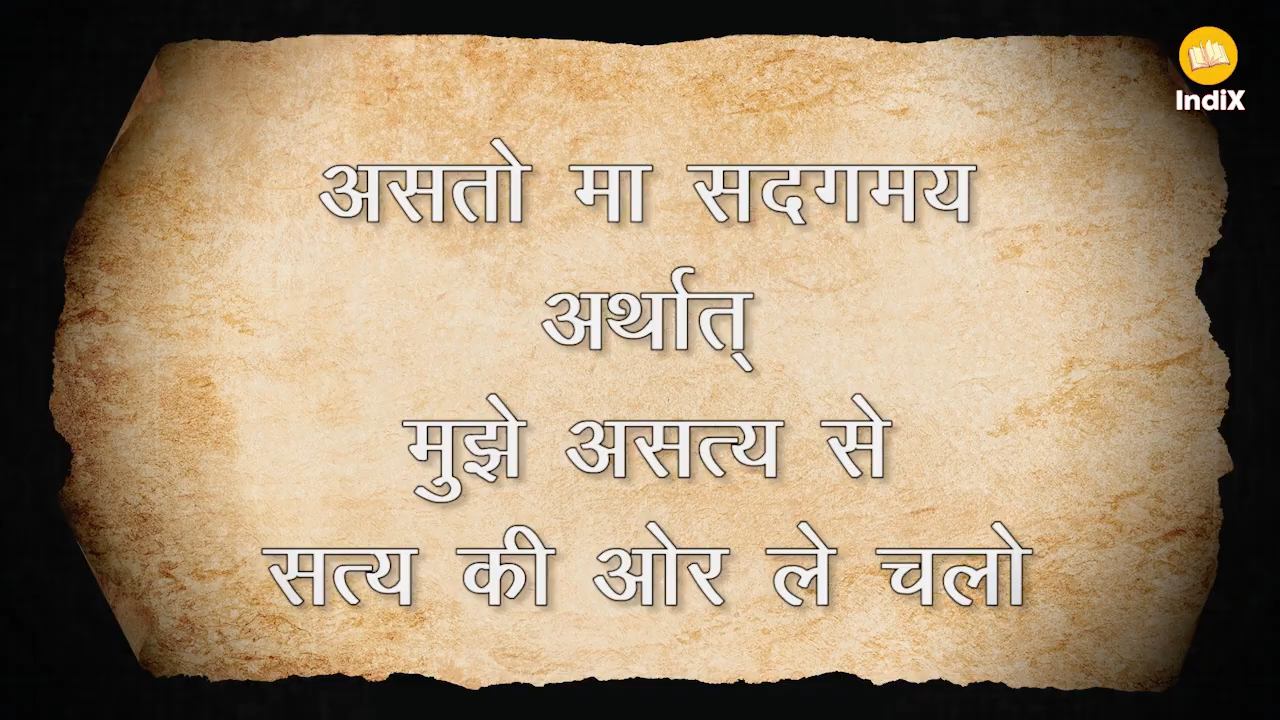 IndiX
असतो मा सदगमय
अर्थात्
मुझे असत्य से
सत्य की ओर ले चलो